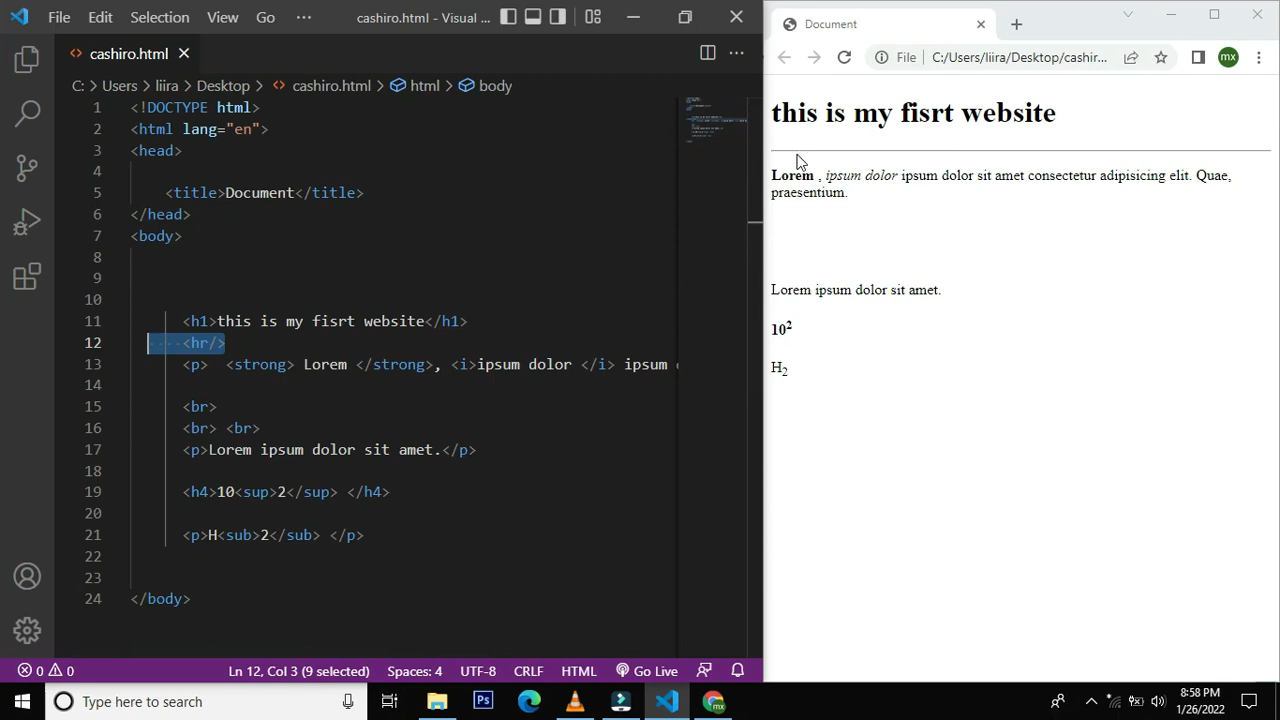 File Edit Selection View Go ··· cashiro.html - Visual ...
cashiro.html
C: > Users > liira > Desktop > cashiro.html > html > body
1 <!DOCTYPE html>
2 <html lang="en">
3 <head>
4
5 <title>Document</title>
6 </head>
7 <body>
8
9
10
11 <h1>this is my fisrt website</h1>
12 <hr/>
13 <p> <strong> Lorem </strong>, <i>ipsum dolor </i> ipsum
14
15 <br>
16 <br> <br>
17 <p>Lorem ipsum dolor sit amet.</p>
18
19 <h4>10<sup>2</sup> </h4>
20
21 <p>H<sub>2</sub> </p>
22
23
24 </body>
0 0 Ln 12, Col 3 (9 selected) Spaces: 4 UTF-8 CRLF HTML Go Live
Document
File C:/Users/liira/Desktop/cashir... mx
this is my fisrt website
Lorem , ipsum dolor ipsum dolor sit amet consectetur adipisicing elit. Quae,
praesentium.
Lorem ipsum dolor sit amet.
10²
H₂
Type here to search
Ps
mx
8:58 PM
1/26/2022